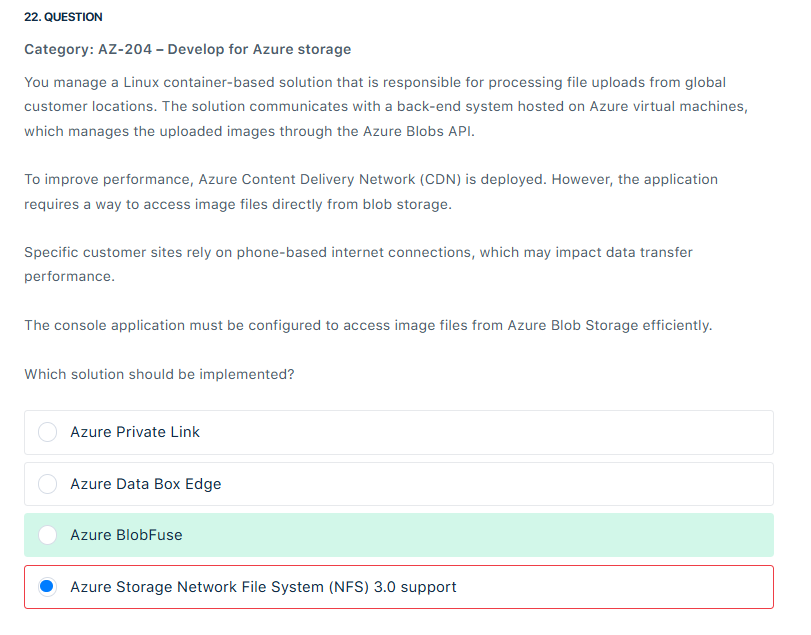 22. QUESTION
Category: AZ-204 – Develop for Azure storage
You manage a Linux container-based solution that is responsible for processing file uploads from global
customer locations. The solution communicates with a back-end system hosted on Azure virtual machines,
which manages the uploaded images through the Azure Blobs API.
To improve performance, Azure Content Delivery Network (CDN) is deployed. However, the application
requires a way to access image files directly from blob storage.
Specific customer sites rely on phone-based internet connections, which may impact data transfer
performance.
The console application must be configured to access image files from Azure Blob Storage efficiently.
Which solution should be implemented?
Azure Private Link
Azure Data Box Edge
Azure BlobFuse
Azure Storage Network File System (NFS) 3.0 support